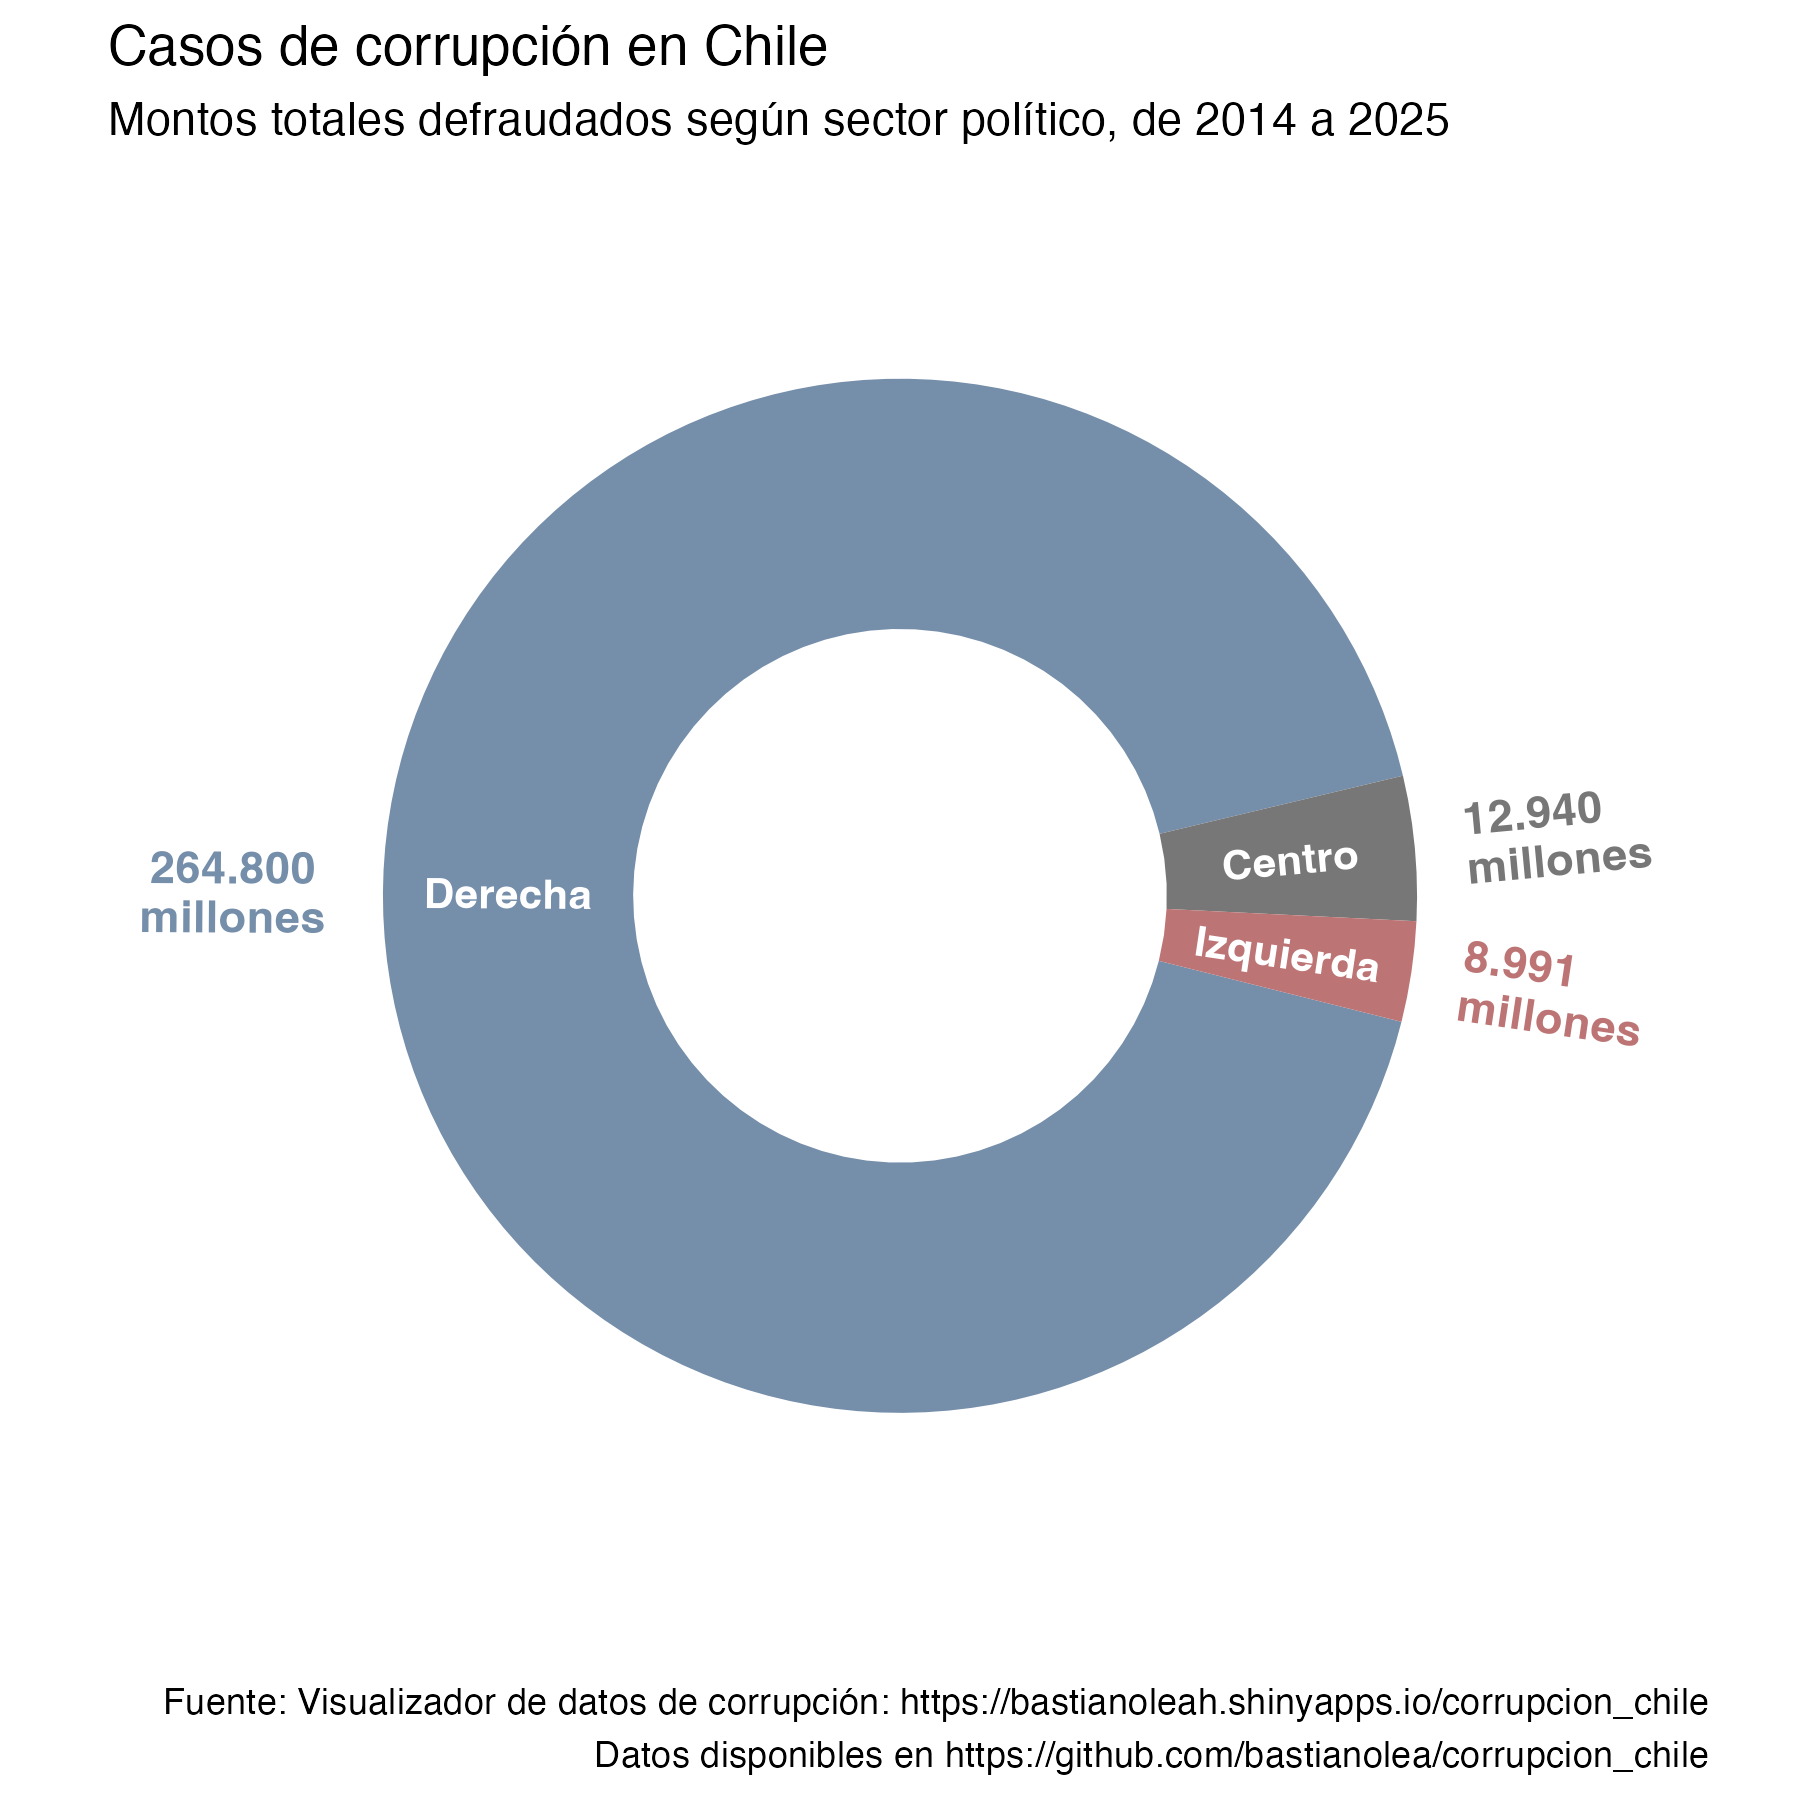 Casos de corrupción en Chile
Montos totales defraudados según sector político, de 2014 a 2025
12.940
millones
Centro
264.800
millones
Derecha
Izquierda
8.991
millones
Fuente: Visualizador de datos de corrupción: https://bastianoleah.shinyapps.io/corrupcion_chile
Datos disponibles en https://github.com/bastianolea/corrupcion_chile